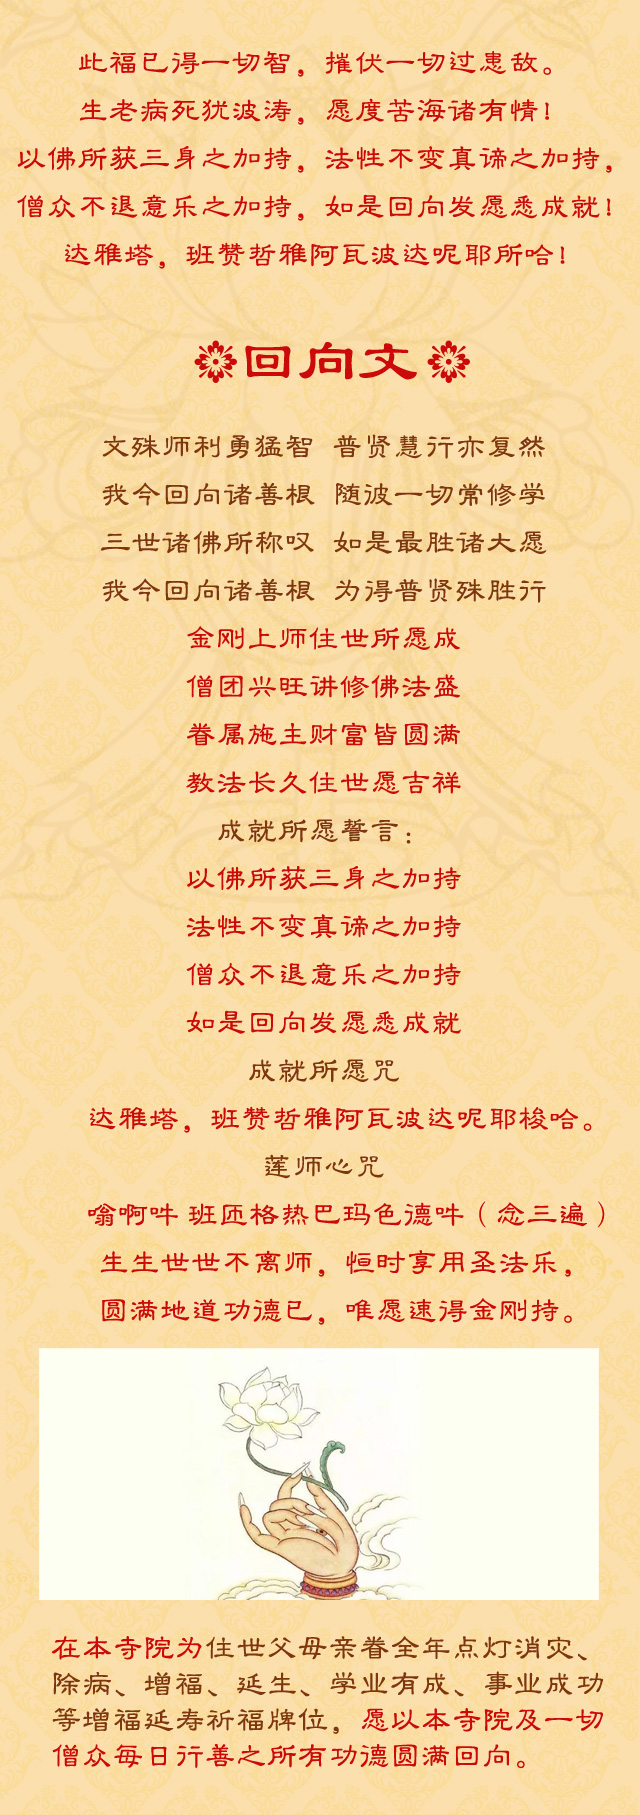 此福已得一切智，摧伏一切过患敌。
生老病死犹波涛，愿度苦海诸有情！
以佛所获三身之加持，法性不变真谛之加持，
僧众不退意乐之加持，如是回向发愿悉成就！
达雅塔，班赞哲雅阿瓦波达呢耶所哈！
回向文
文殊师利勇猛智 普贤慧行亦复然
我今回向诸善根 随波一切常修学
三世诸佛所称叹 如是最胜诸大愿
我今回向诸善根 为得普贤殊胜行
金刚上师住世所愿成
僧团兴旺讲修佛法盛
眷属施主财富皆圆满
教法长久住世愿吉祥
成就所愿誓言：
以佛所获三身之加持
法性不变真谛之加持
僧众不退意乐之加持
如是回向发愿悉成就
成就所愿咒
达雅塔，班赞哲雅阿瓦波达呢耶梭哈。
莲师心咒
嗡啊吽 班匝格热巴玛色德吽（念三遍）
生生世世不离师，恒时享用圣法乐，
圆满地道功德已，唯愿速得金刚持。
在本寺院为住世父母亲眷全年点灯消灾、
除病、增福、延生、学业有成、事业成功
等增福延寿祈福牌位，愿以本寺院及一切
僧众每日行善之所有功德圆满回向。